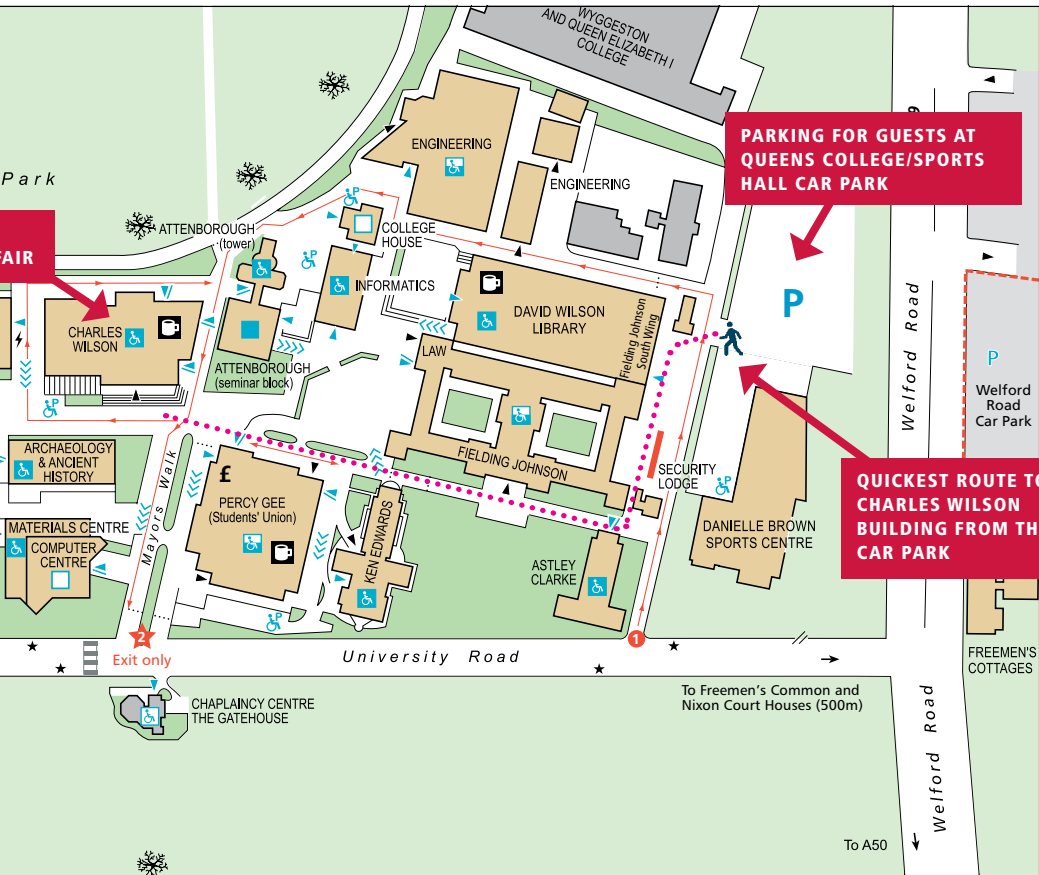 WYGGESTON
AND QUEEN ELIZABETH I
COLLEGE
PARKING FOR GUESTS AT
QUEENS COLLEGE/SPORTS
HALL CAR PARK
Park
ENGINEERING
ENGINEERING
P
ATTENBOROUGH
(tower)
COLLEGE
HOUSE
P
FAIR
P
INFORMATICS
P
CHARLES
WILSON
DAVID WILSON
LIBRARY
Fielding Johnson
South Wing
Welford Road
P
Welford
Road
Car Park
LAW
ATTENBOROUGH
(seminar block)
P
ARCHAEOLOGY
& ANCIENT
HISTORY
FIELDING JOHNSON
£
PERCY GEE
(Students' Union)
SECURITY
LODGE
P
QUICKEST ROUTE TO
CHARLES WILSON
BUILDING FROM TH
CAR PARK
Mayors Walk
MATERIALS CENTRE
COMPUTER
CENTRE
KEN EDWARDS
DANIELLE BROWN
SPORTS CENTRE
ASTLEY
CLARKE
P
2
Exit only
1
University Road
FREEMEN'S
COTTAGES
CHAPLAINCY CENTRE
THE GATEHOUSE
To Freemen's Common and
Nixon Court Houses (500m)
Welford Road
To A50